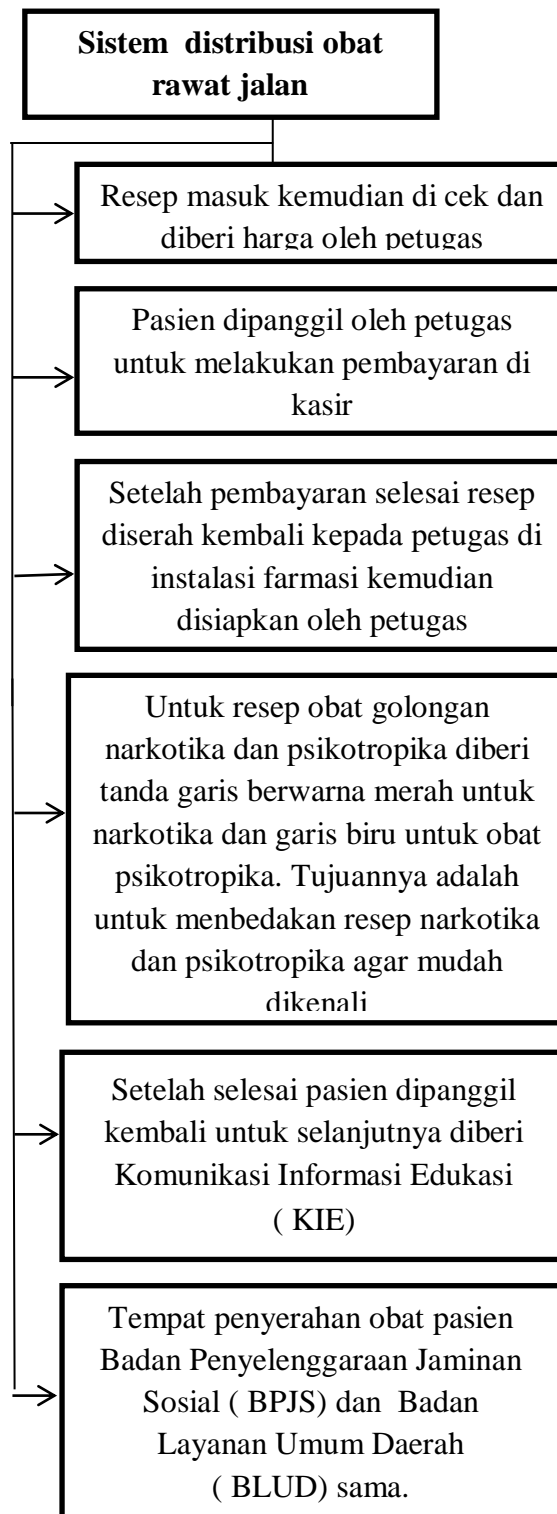 Sistem distribusi obat
rawat jalan
Resep masuk kemudian di cek dan
diberi harga oleh petugas
Pasien dipanggil oleh petugas
untuk melakukan pembayaran di
kasir
Setelah pembayaran selesai resep
diserah kembali kepada petugas di
instalasi farmasi kemudian
disiapkan oleh petugas
Untuk resep obat golongan
narkotika dan psikotropika diberi
tanda garis berwarna merah untuk
narkotika dan garis biru untuk obat
psikotropika. Tujuannya adalah
untuk menbedakan resep narkotika
dan psikotropika agar mudah
dikenali
Setelah selesai pasien dipanggil
kembali untuk selanjutnya diberi
Komunikasi Informasi Edukasi
( KIE)
Tempat penyerahan obat pasien
Badan Penyelenggaraan Jaminan
Sosial ( BPJS) dan Badan
Layanan Umum Daerah
( BLUD) sama.